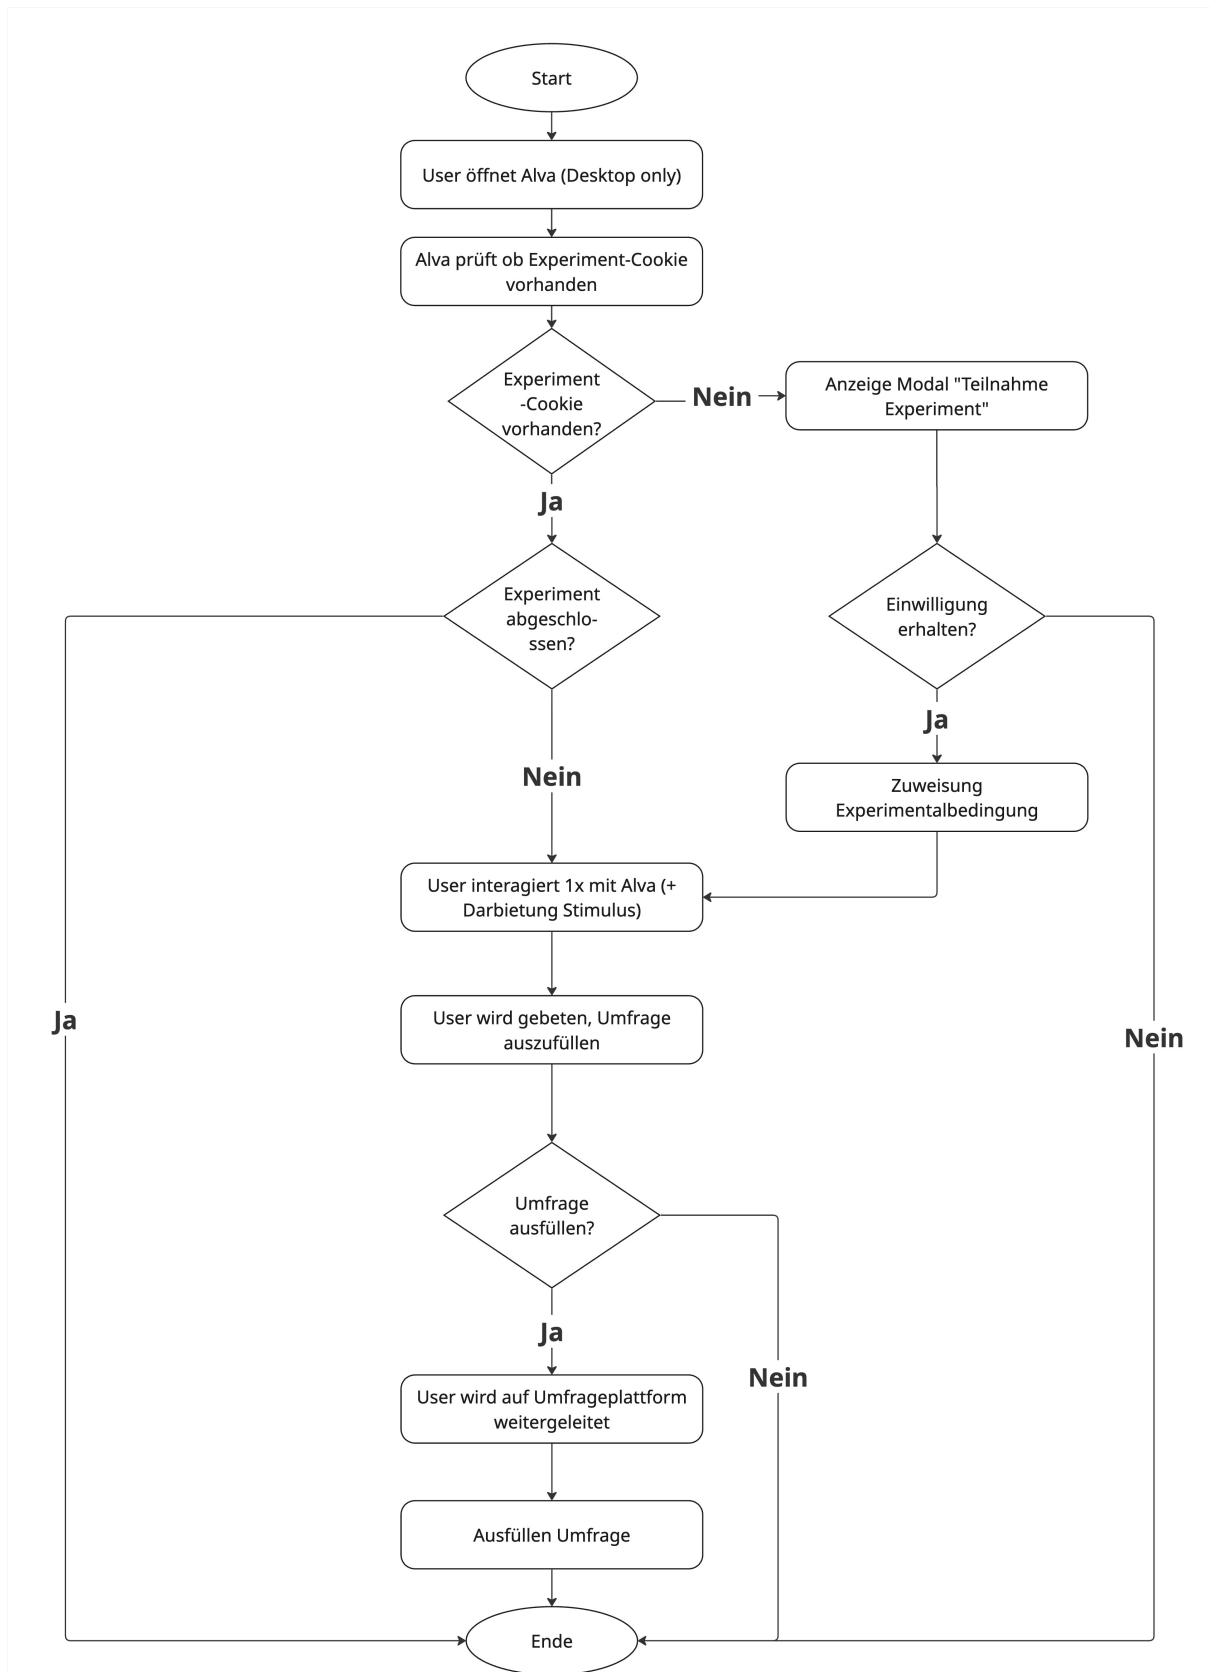 Start
User öffnet Alva (Desktop only)
Alva prüft ob Experiment-Cookie
vorhanden
Experiment
-Cookie
vorhanden?
Nein
Anzeige Modal "Teilnahme
Experiment"
Ja
Experiment
abgeschlo-
ssen?
Einwilligung
erhalten?
Ja
Nein
Zuweisung
Experimentalbedingung
User interagiert 1x mit Alva (+
Darbietung Stimulus)
Ja
User wird gebeten, Umfrage
auszufüllen
Nein
Umfrage
ausfüllen?
Ja
Nein
User wird auf Umfrageplattform
weitergeleitet
Ausfüllen Umfrage
Ende